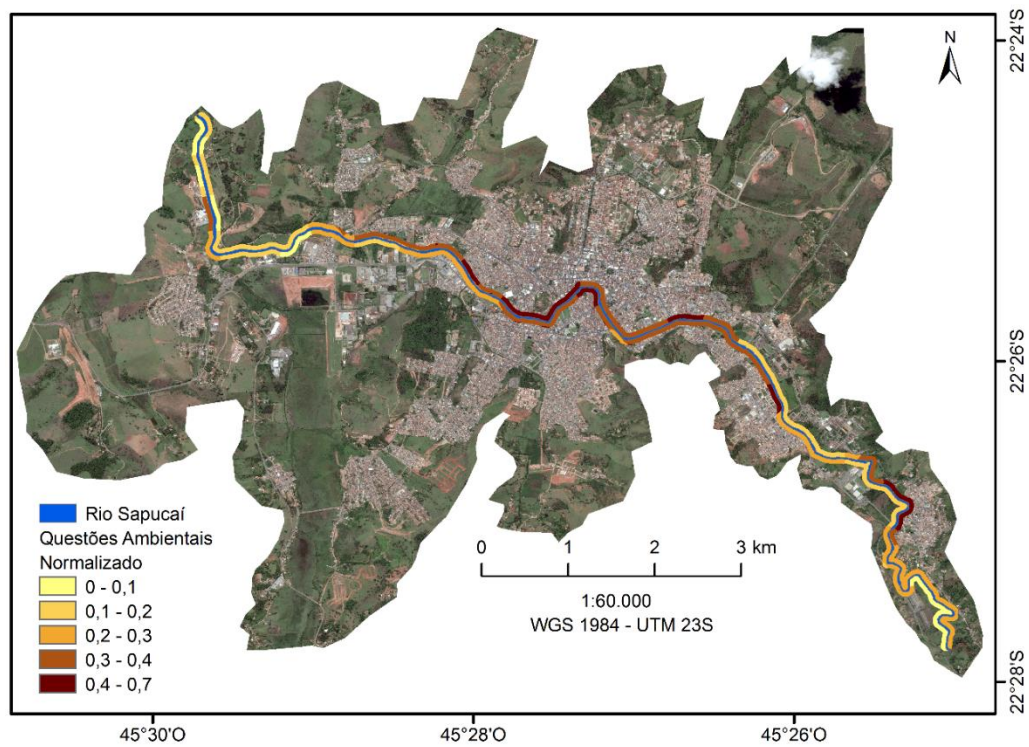 N
22°24'S
22°26'S
22°28'S
Rio Sapucaí
Questões Ambientais
Normalizado
0 - 0,1
0,1 - 0,2
0,2 - 0,3
0,3 - 0,4
0,4 - 0,7
0 1 2 3 km
1:60.000
WGS 1984 - UTM 23S
45°30'O 45°28'O 45°26'O